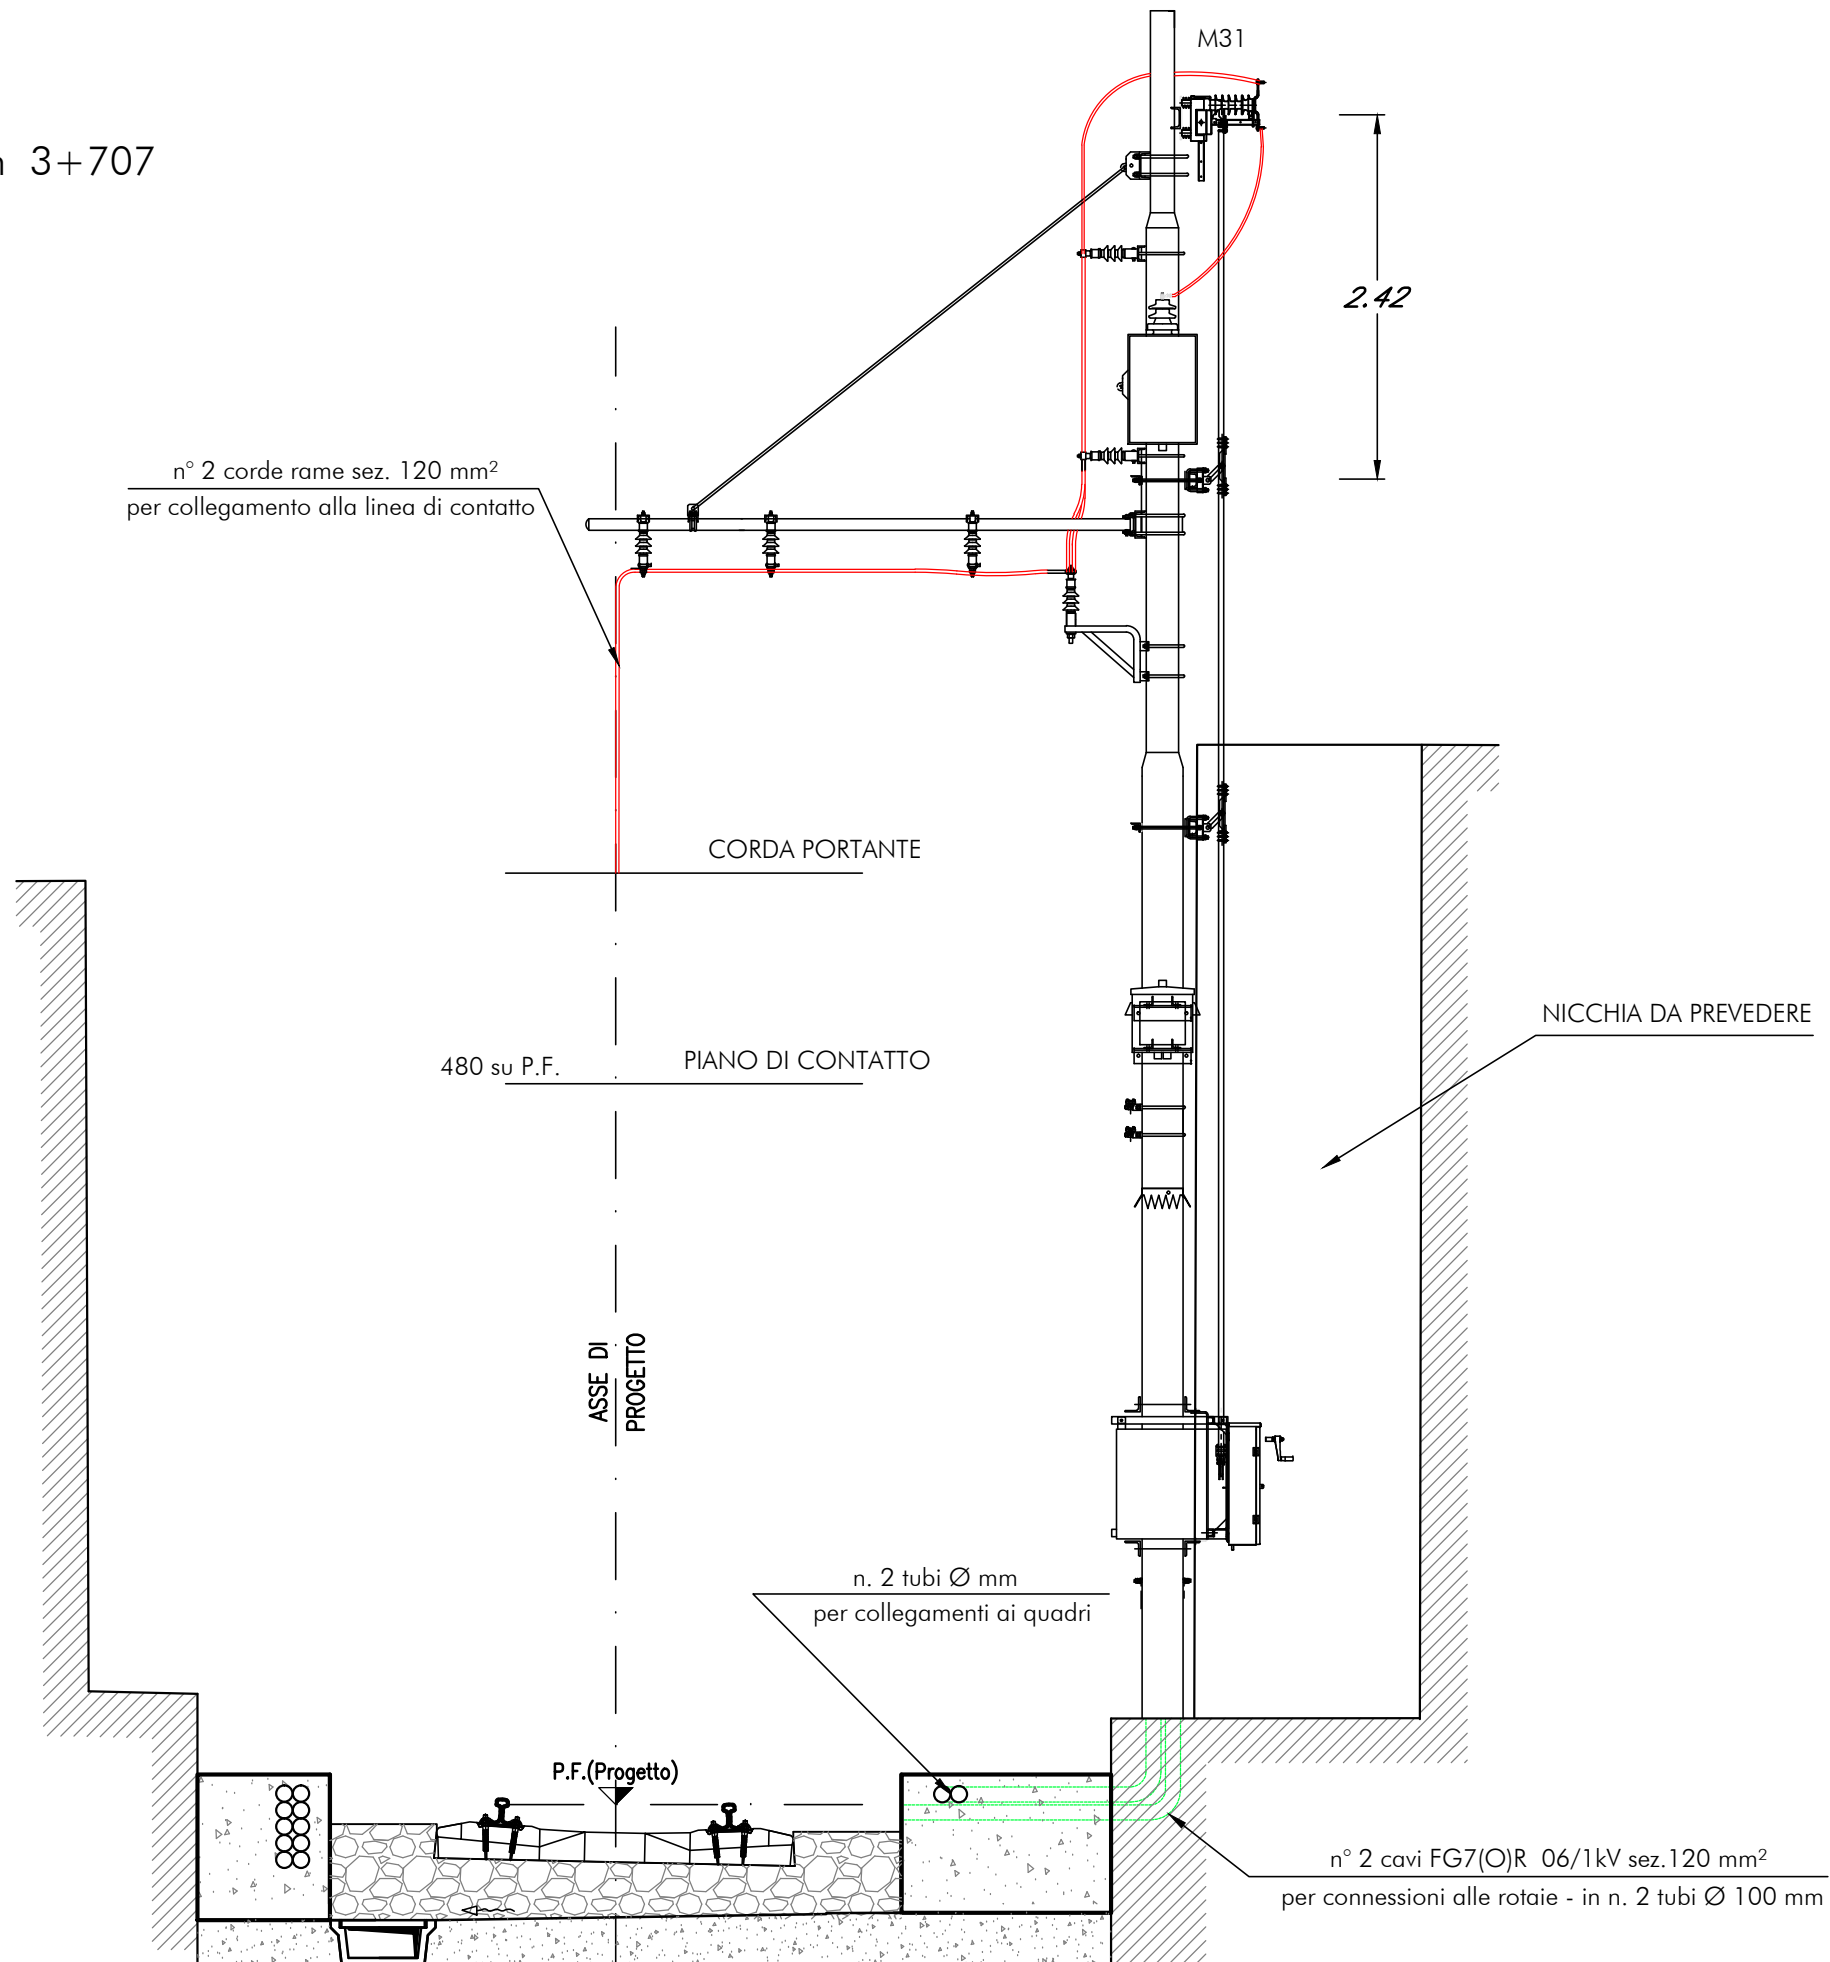 M31
3+707
2.42
n° 2 corde rame sez. 120 mm²
per collegamento alla linea di contatto
CORDA PORTANTE
NICCHIA DA PREVEDERE
480 su P.F.
PIANO DI CONTATTO
ASSE DI
PROGETTO
n. 2 tubi Ø mm
per collegamenti ai quadri
P.F.(Progetto)
n° 2 cavi FG7(O)R 06/1kV sez.120 mm²
per connessioni alle rotaie - in n. 2 tubi Ø 100 mm